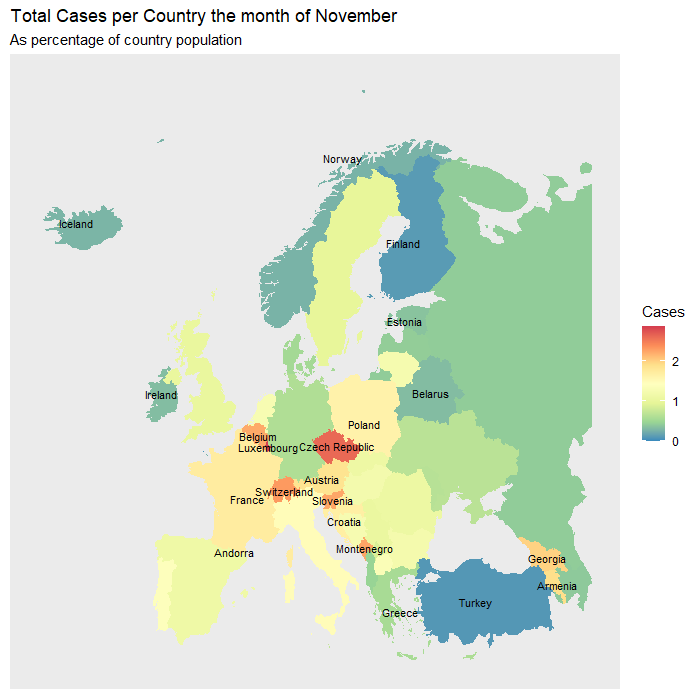 Total Cases per Country the month of November
As percentage of country population
Norway
Iceland
Finland
Estonia
Ireland
Belarus
Poland
Belgium
Luxembourg
Czech Republic
Austria
Switzerland
France
Slovenia
Croatia
Montenegro
Andorra
Georgia
Armenia
Turkey
Greece
Cases
2
1
0